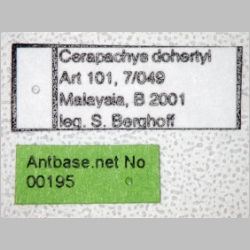 Cerapachys dohertyi
Art 101, 7/049
Malaysia, B 2001
leg. S. Berghoff
Antbase.net No
00195